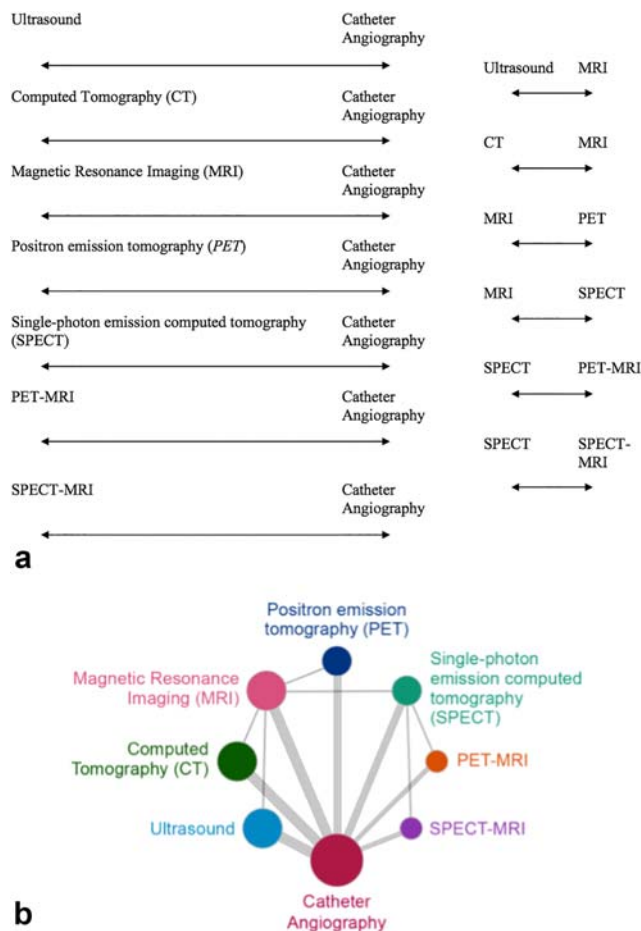 Ultrasound
Catheter
Angiography
Computed Tomography (CT)
Catheter
Angiography
Magnetic Resonance Imaging (MRI)
Catheter
Angiography
Positron emission tomography (PET)
Catheter
Angiography
Single-photon emission computed tomography
(SPECT)
Catheter
Angiography
PET-MRI
Catheter
Angiography
SPECT-MRI
Catheter
Angiography
Ultrasound MRI
CT MRI
MRI PET
MRI SPECT
SPECT PET-MRI
SPECT SPECT-
MRI
a
Positron emission
tomography (PET)
Magnetic Resonance
Imaging (MRI)
Single-photon
emission computed
tomography
(SPECT)
Computed
Tomography (CT)
PET-MRI
Ultrasound
SPECT-MRI
Catheter
Angiography
b